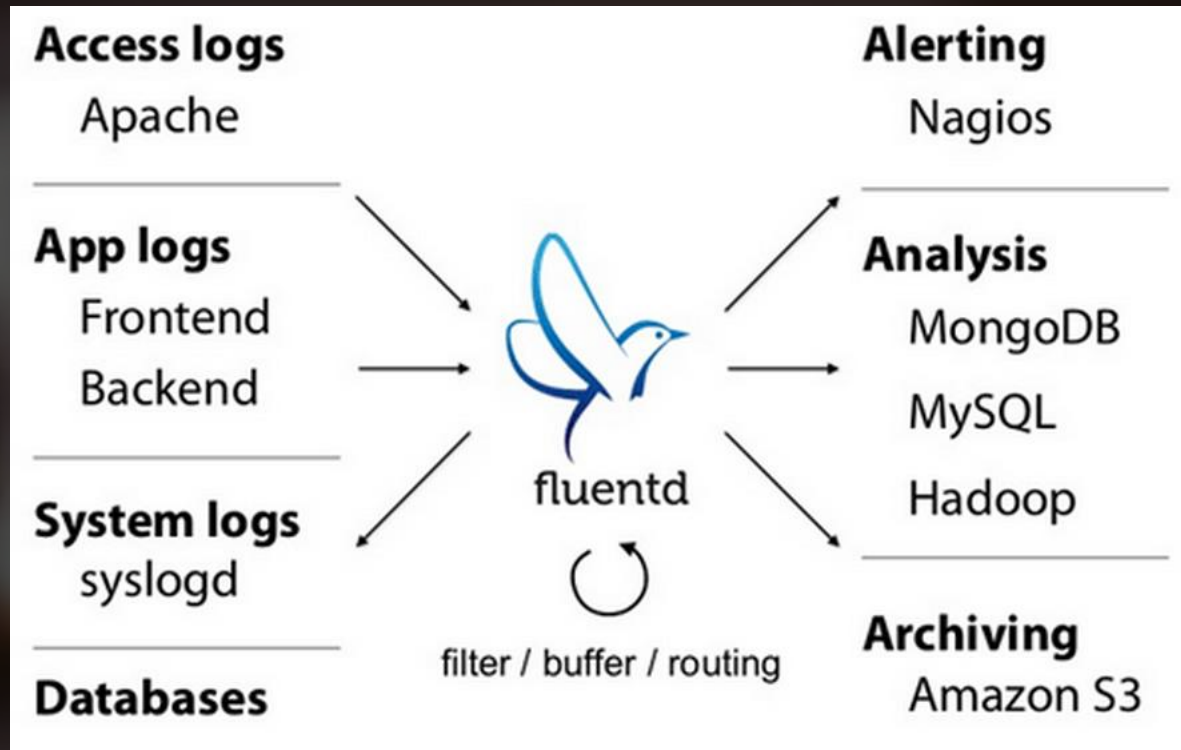 Access logs
Apache
App logs
Frontend
Backend
System logs
syslogd
Databases
fluentd
filter / buffer / routing
Alerting
Nagios
Analysis
MongoDB
MySQL
Hadoop
Archiving
Amazon S3